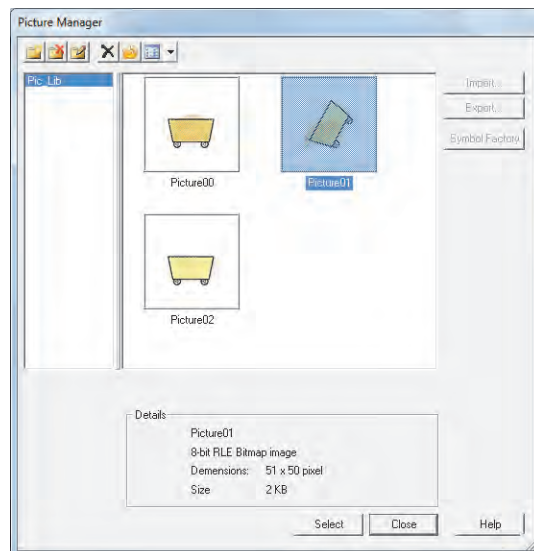 Picture Manager
Pic_Lib
Import...
Export...
Symbol Factory
Picture00
Picture01
Picture02
Details
Picture01
8-bit RLE Bitmap image
Demensions: 51 x 50 pixel
Size 2 KB
Select Close Help